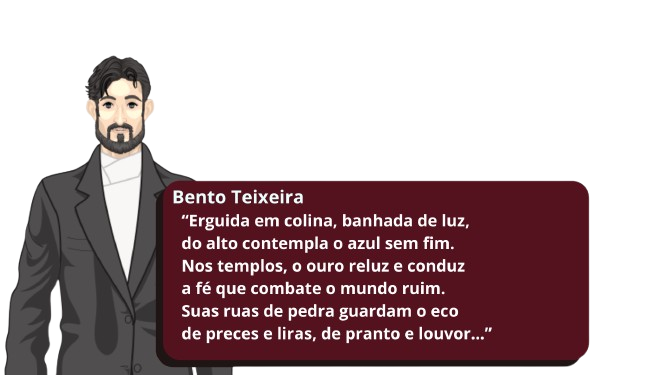 Bento Teixeira
“Erguida em colina, banhada de luz,
do alto contempla o azul sem fim.
Nos templos, o ouro reluz e conduz
a fé que combate o mundo ruim.
Suas ruas de pedra guardam o eco
de preces e liras, de pranto e louvor...”